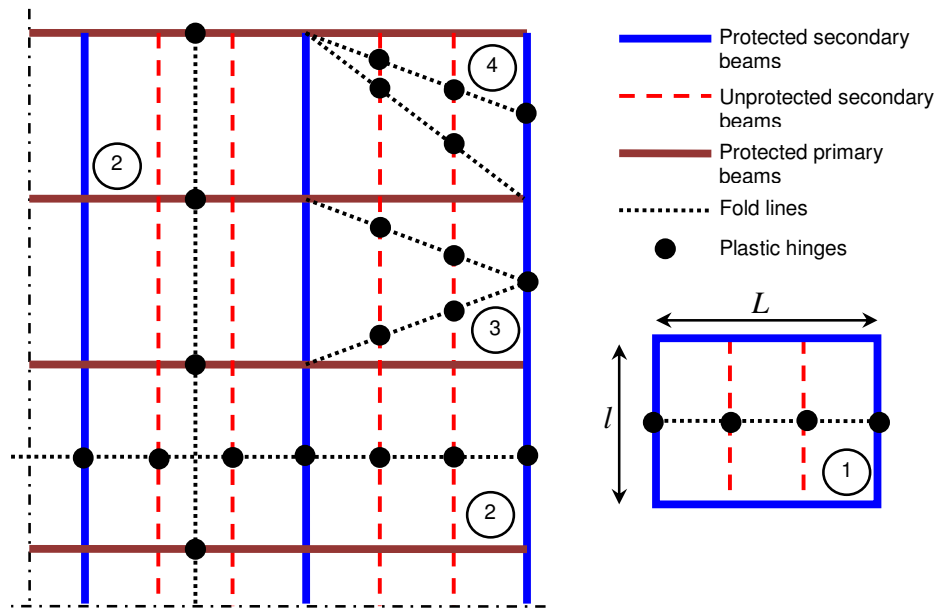 4
2
3
2
Protected secondary
beams
Unprotected secondary
beams
Protected primary
beams
Fold lines
Plastic hinges
L
l
1